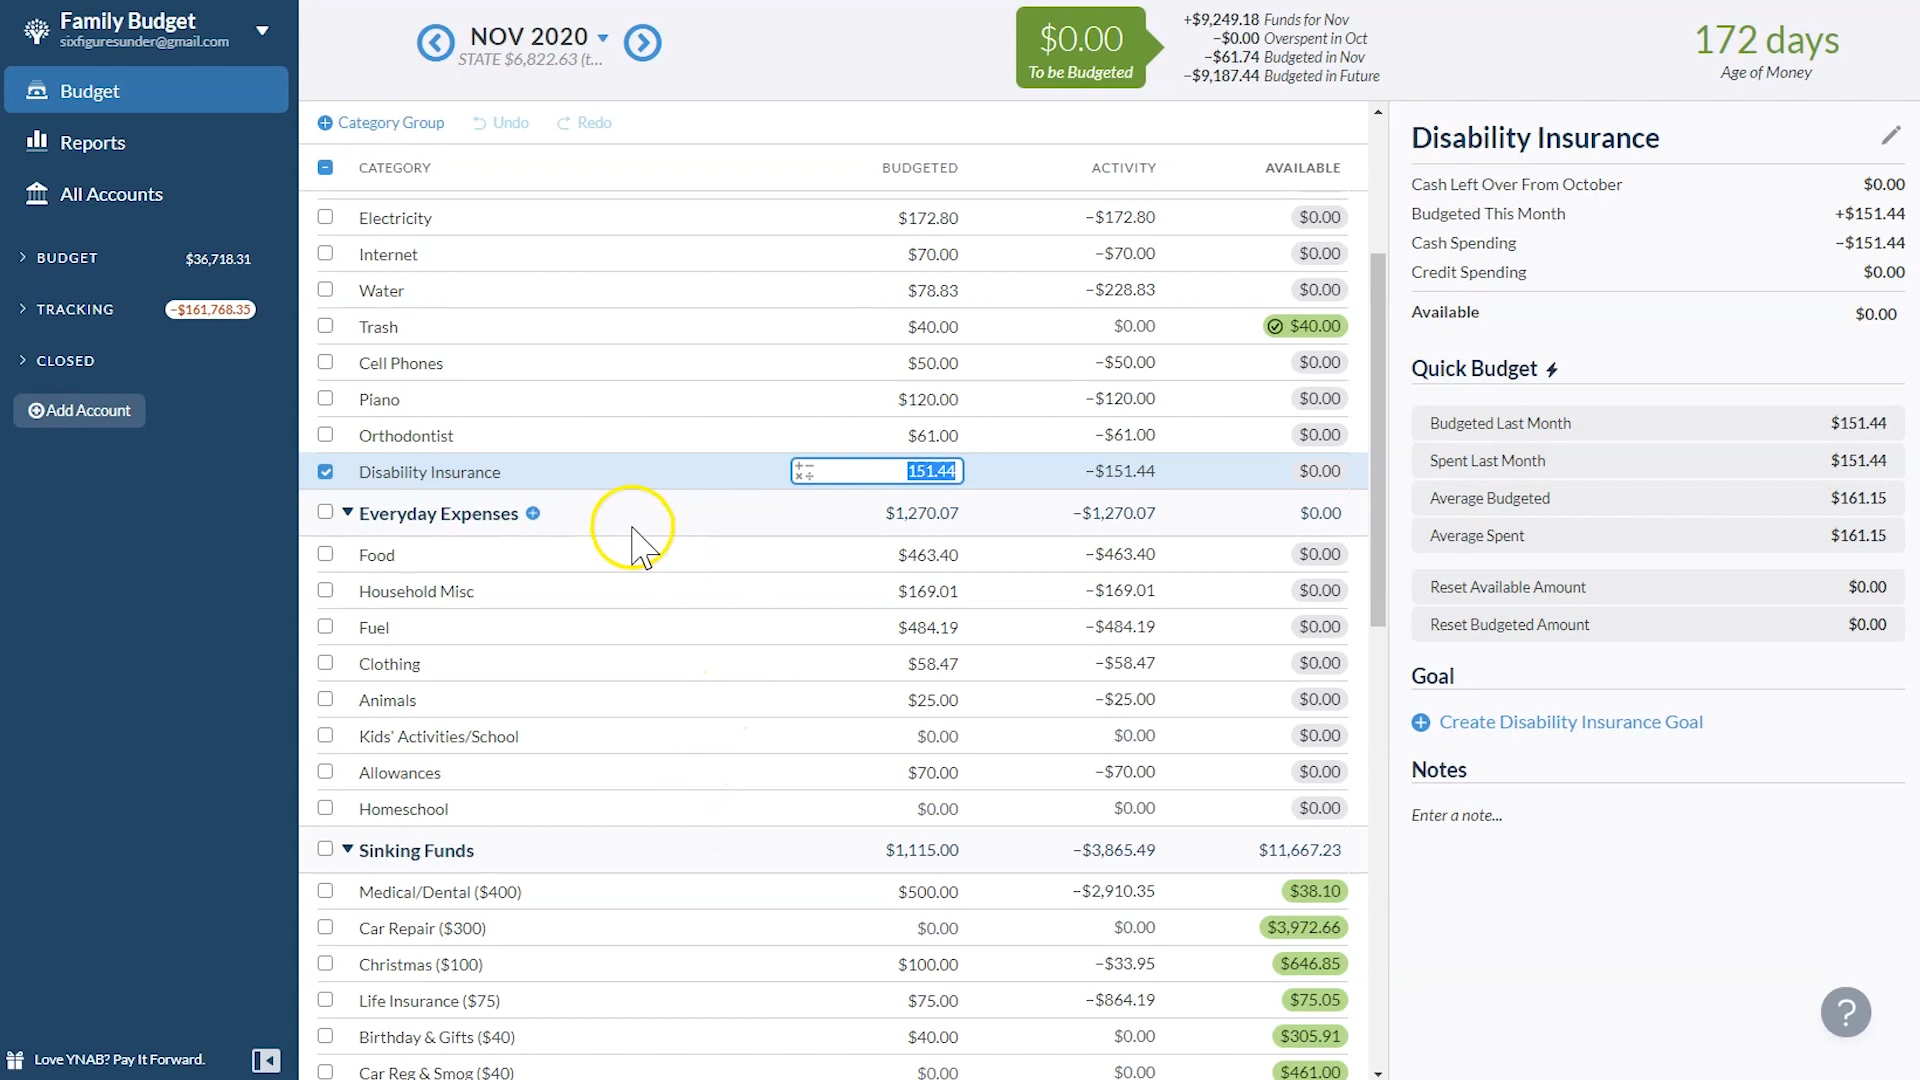 Family Budget
sixfiguresunder@gmail.com
Budget
Reports
All Accounts
BUDGET $36,718.31
TRACKING −$161,768.35
CLOSED
Add Account
Love YNAB? Pay It Forward.
NOV 2020
STATE $6,822.63 (t...
$0.00
To be Budgeted
+$9,249.18 Funds for Nov
−$0.00 Overspent in Oct
−$61.74 Budgeted in Nov
−$9,187.44 Budgeted in Future
172 days
Age of Money
Category Group Undo Redo
CATEGORY BUDGETED ACTIVITY AVAILABLE
Electricity $172.80 −$172.80 $0.00
Internet $70.00 −$70.00 $0.00
Water $78.83 −$228.83 $0.00
Trash $40.00 $0.00 $40.00
Cell Phones $50.00 −$50.00 $0.00
Piano $120.00 −$120.00 $0.00
Orthodontist $61.00 −$61.00 $0.00
Disability Insurance 151.44 −$151.44 $0.00
Everyday Expenses $1,270.07 −$1,270.07 $0.00
Food $463.40 −$463.40 $0.00
Household Misc $169.01 −$169.01 $0.00
Fuel $484.19 −$484.19 $0.00
Clothing $58.47 −$58.47 $0.00
Animals $25.00 −$25.00 $0.00
Kids' Activities/School $0.00 $0.00 $0.00
Allowances $70.00 −$70.00 $0.00
Homeschool $0.00 $0.00 $0.00
Sinking Funds $1,115.00 −$3,865.49 $11,667.23
Medical/Dental ($400) $500.00 −$2,910.35 $38.10
Car Repair ($300) $0.00 $0.00 $3,972.66
Christmas ($100) $100.00 −$33.95 $646.85
Life Insurance ($75) $75.00 −$864.19 $75.05
Birthday & Gifts ($40) $40.00 $0.00 $305.91
Car Reg & Smog ($40) $0.00 $0.00 $461.00
Disability Insurance
Cash Left Over From October $0.00
Budgeted This Month +$151.44
Cash Spending −$151.44
Credit Spending $0.00
Available $0.00
Quick Budget
Budgeted Last Month $151.44
Spent Last Month $151.44
Average Budgeted $161.15
Average Spent $161.15
Reset Available Amount $0.00
Reset Budgeted Amount $0.00
Goal
Create Disability Insurance Goal
Notes
Enter a note...
?